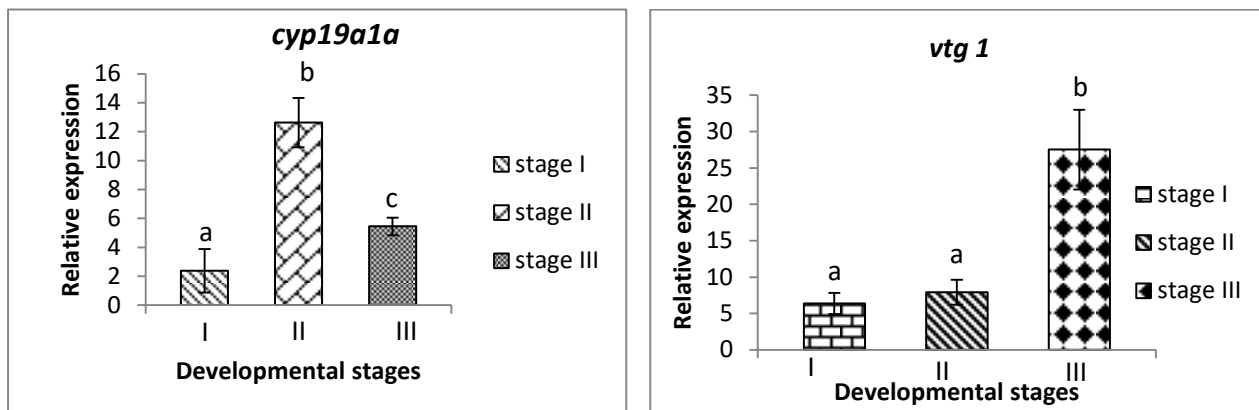 cyp19a1a
16
14
12
10
8
6
4
2
0
Relative expression
a
b
c
I
II
III
Developmental stages
stage I
stage II
stage III
vtg 1
35
30
25
20
15
10
5
0
Relative expression
a
a
b
I
II
III
Developmental stages
stage I
stage II
stage III